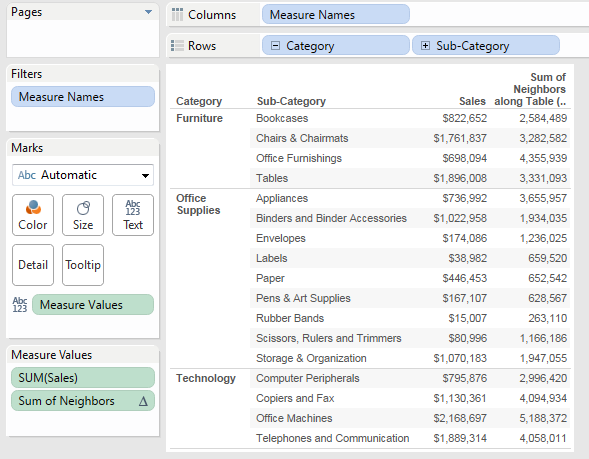 Pages
Columns Measure Names
Rows Category Sub-Category
Filters
Measure Names
Marks
Abc Automatic
Color Size Abc 123 Text
Detail Tooltip
Abc 123 Measure Values
Measure Values
SUM(Sales)
Sum of Neighbors Δ
Sum of
Neighbors
Category Sub-Category Sales along Table (..
Furniture Bookcases $822,652 2,584,489
Chairs & Chairmats $1,761,837 3,282,582
Office Furnishings $698,094 4,355,939
Tables $1,896,008 3,331,093
Office Supplies Appliances $736,992 3,655,957
Binders and Binder Accessories $1,022,958 1,934,035
Envelopes $174,086 1,236,025
Labels $38,982 659,520
Paper $446,453 652,542
Pens & Art Supplies $167,107 628,567
Rubber Bands $15,007 263,110
Scissors, Rulers and Trimmers $80,996 1,166,186
Storage & Organization $1,070,183 1,947,055
Technology Computer Peripherals $795,876 2,996,420
Copiers and Fax $1,130,361 4,094,934
Office Machines $2,168,697 5,188,372
Telephones and Communication $1,889,314 4,058,011